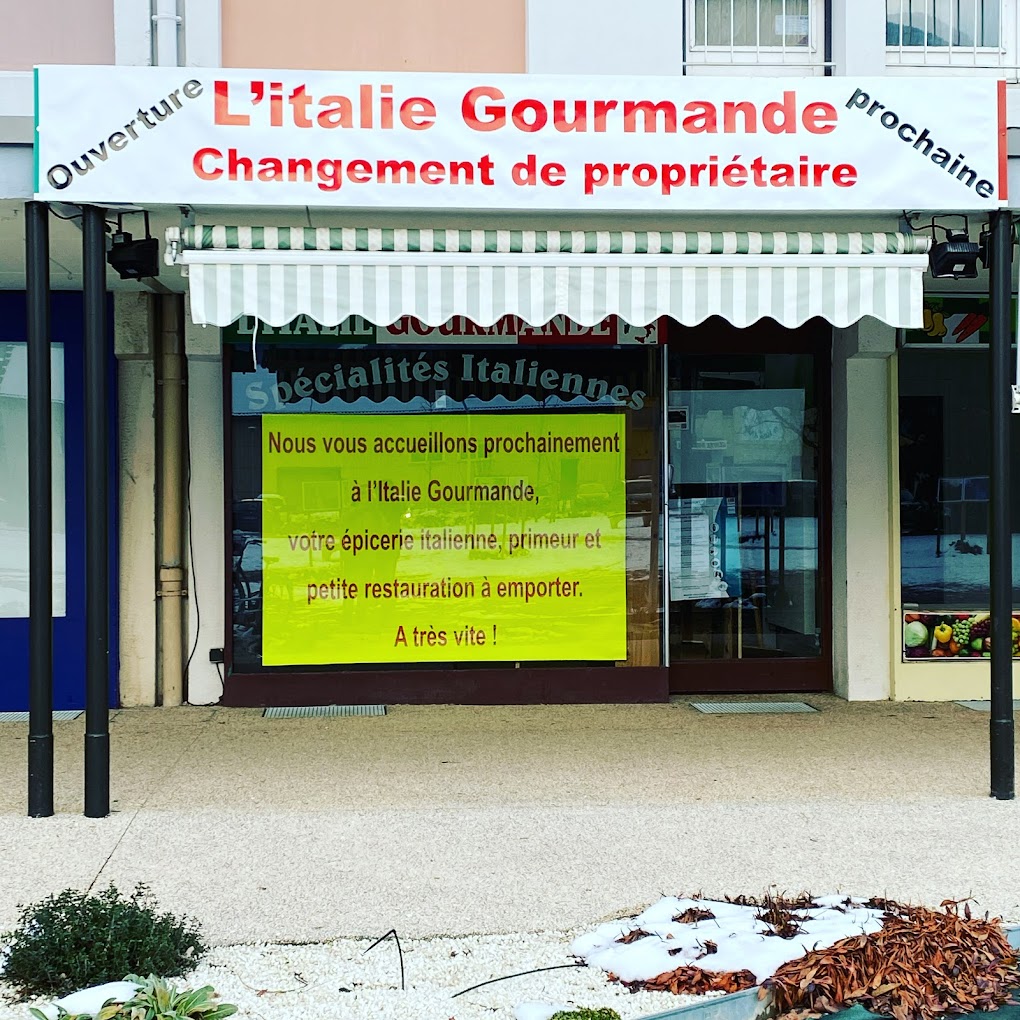 Ouverture
L'italie Gourmande
prochaine
Changement de propriétaire
L'ITALIE GOURMANDE
Spécialités Italiennes
Nous vous accueillons prochainement
à l'Italie Gourmande,
votre épicerie italienne, primeur et
petite restauration à emporter.
A très vite !